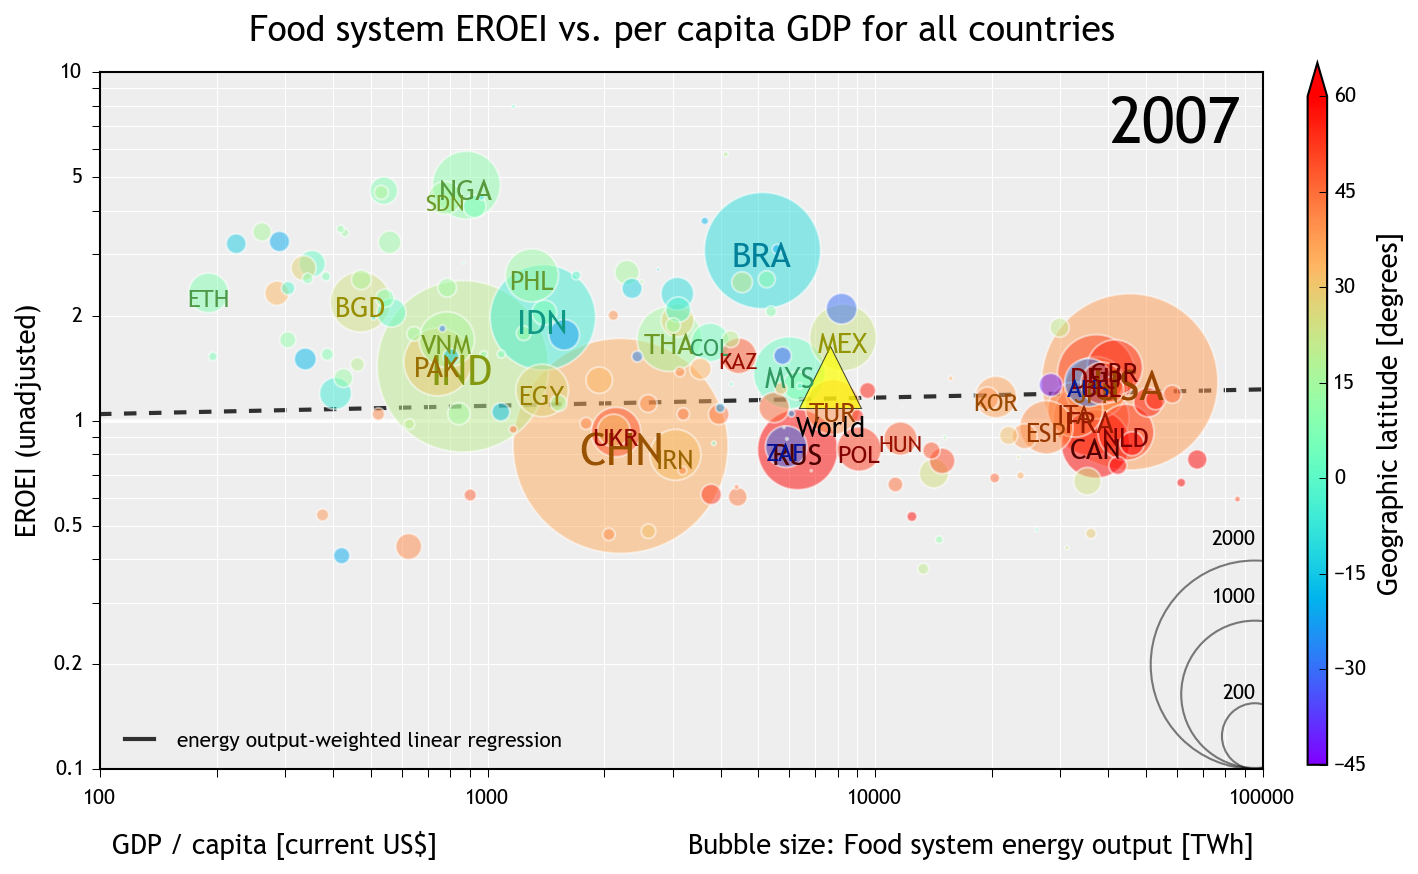 Food system EROEI vs. per capita GDP for all countries
2007
10
5
2
1
0.5
0.2
0.1
EROEI (unadjusted)
NGA
SDN
BRA
ETH
PHL
BGD
IDN
VNM
THA
COL
MEX
KAZ
PAK
IND
MYS
GBR
DEU
AUS
USA
EGY
KOR
TUR
ITA
World
FRA
ESP
UKR
CHN
IRN
ZAF
RUS
POL
HUN
NLD
CAN
2000
1000
200
energy output-weighted linear regression
100
1000
10000
100000
GDP / capita [current US$]
Bubble size: Food system energy output [TWh]
60
45
30
15
0
−15
−30
−45
Geographic latitude [degrees]